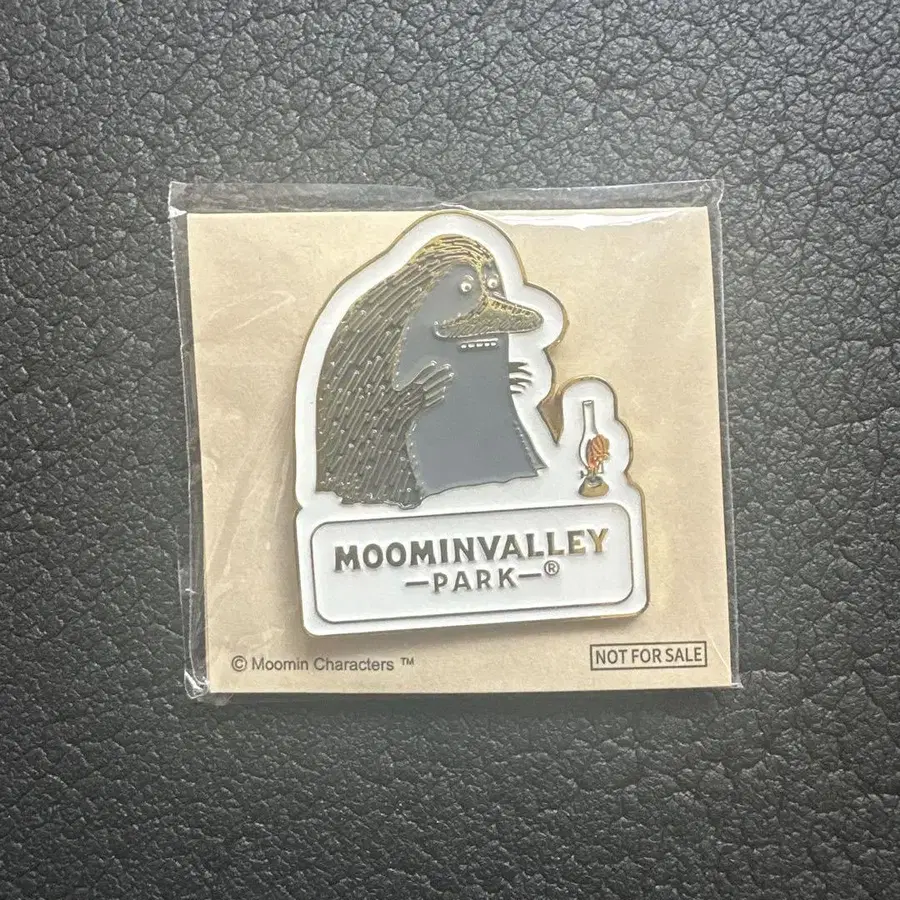 MOOMINVALLEY
—PARK—®
© Moomin Characters ™
NOT FOR SALE